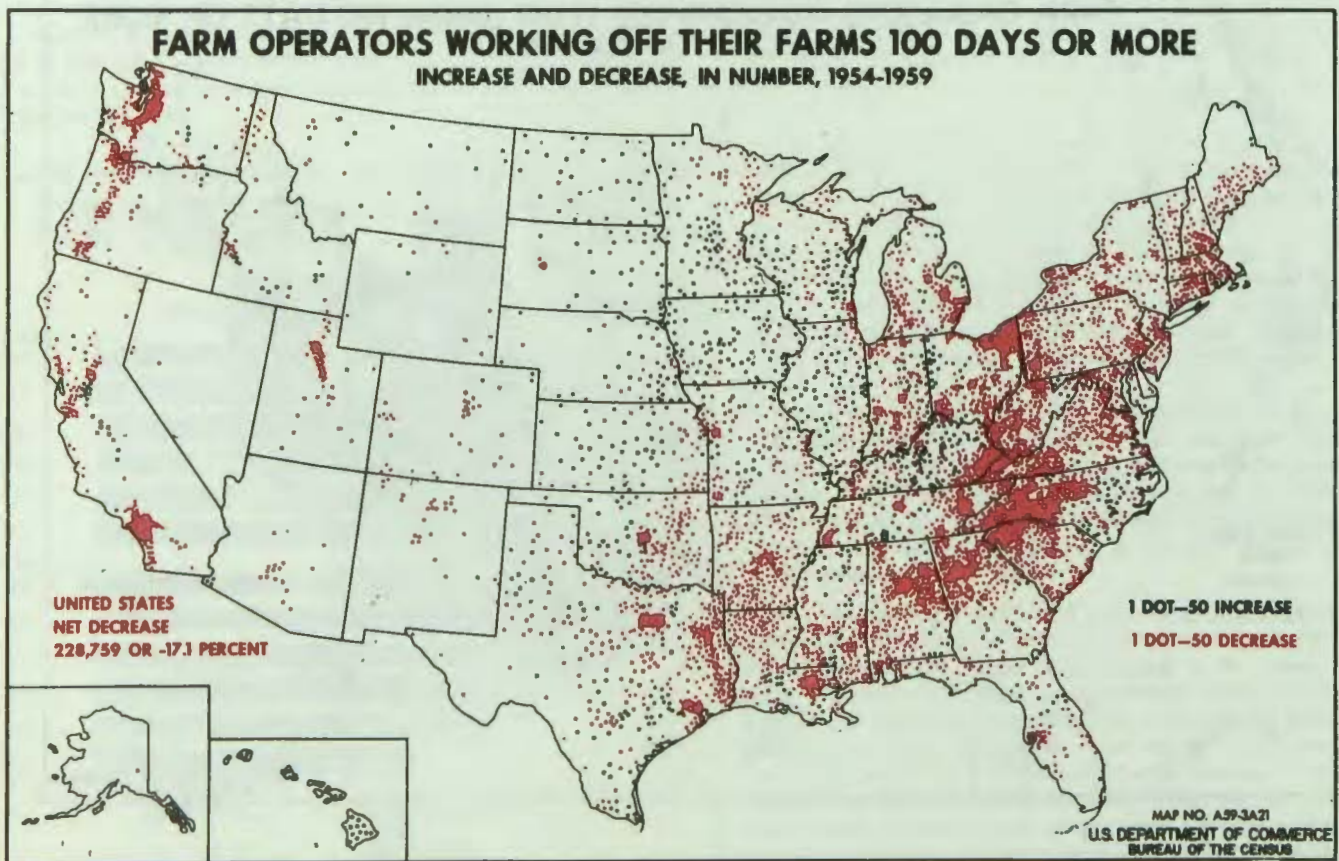 FARM OPERATORS WORKING OFF THEIR FARMS 100 DAYS OR MORE
INCREASE AND DECREASE, IN NUMBER, 1954-1959
UNITED STATES
NET DECREASE
228,759 OR -17.1 PERCENT
1 DOT—50 INCREASE
1 DOT—50 DECREASE
MAP NO. A59-3A21
U.S. DEPARTMENT OF COMMERCE
BUREAU OF THE CENSUS